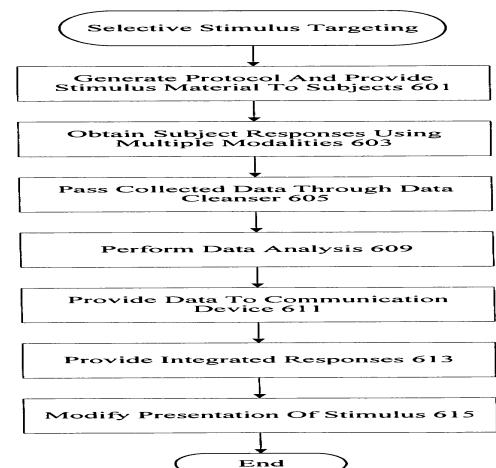 Selective Stimulus Targeting
Generate Protocol And Provide
Stimulus Material To Subjects 601
Obtain Subject Responses Using
Multiple Modalities 603
Pass Collected Data Through Data
Cleanser 605
Perform Data Analysis 609
Provide Data To Communication
Device 611
Provide Integrated Responses 613
Modify Presentation Of Stimulus 615
End